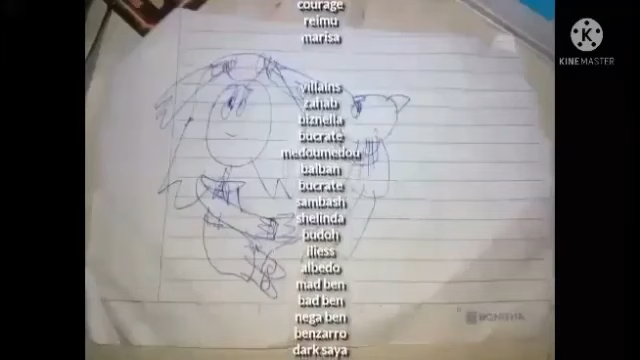 courage
reimu
marisa
villains
zahab
biznella
bucrate
medoumedou
balban
bucrate
sambash
shelinda
pudoh
iliess
albedo
mad ben
bad ben
nega ben
benzarro
dark saya
K
KINEMASTER